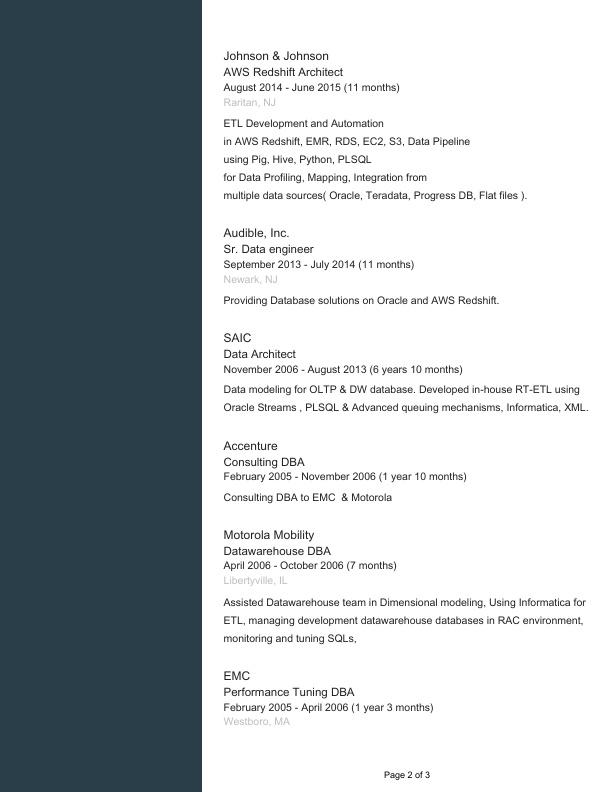 Johnson & Johnson
AWS Redshift Architect
August 2014 - June 2015 (11 months)
Raritan, NJ
ETL Development and Automation
in AWS Redshift, EMR, RDS, EC2, S3, Data Pipeline
using Pig, Hive, Python, PLSQL
for Data Profiling, Mapping, Integration from
multiple data sources( Oracle, Teradata, Progress DB, Flat files ).
Audible, Inc.
Sr. Data engineer
September 2013 - July 2014 (11 months)
Newark, NJ
Providing Database solutions on Oracle and AWS Redshift.
SAIC
Data Architect
November 2006 - August 2013 (6 years 10 months)
Data modeling for OLTP & DW database. Developed in-house RT-ETL using
Oracle Streams , PLSQL & Advanced queuing mechanisms, Informatica, XML.
Accenture
Consulting DBA
February 2005 - November 2006 (1 year 10 months)
Consulting DBA to EMC  & Motorola
Motorola Mobility
Datawarehouse DBA
April 2006 - October 2006 (7 months)
Libertyville, IL
Assisted Datawarehouse team in Dimensional modeling, Using Informatica for
ETL, managing development datawarehouse databases in RAC environment,
monitoring and tuning SQLs,
EMC
Performance Tuning DBA
February 2005 - April 2006 (1 year 3 months)
Westboro, MA
Page 2 of 3